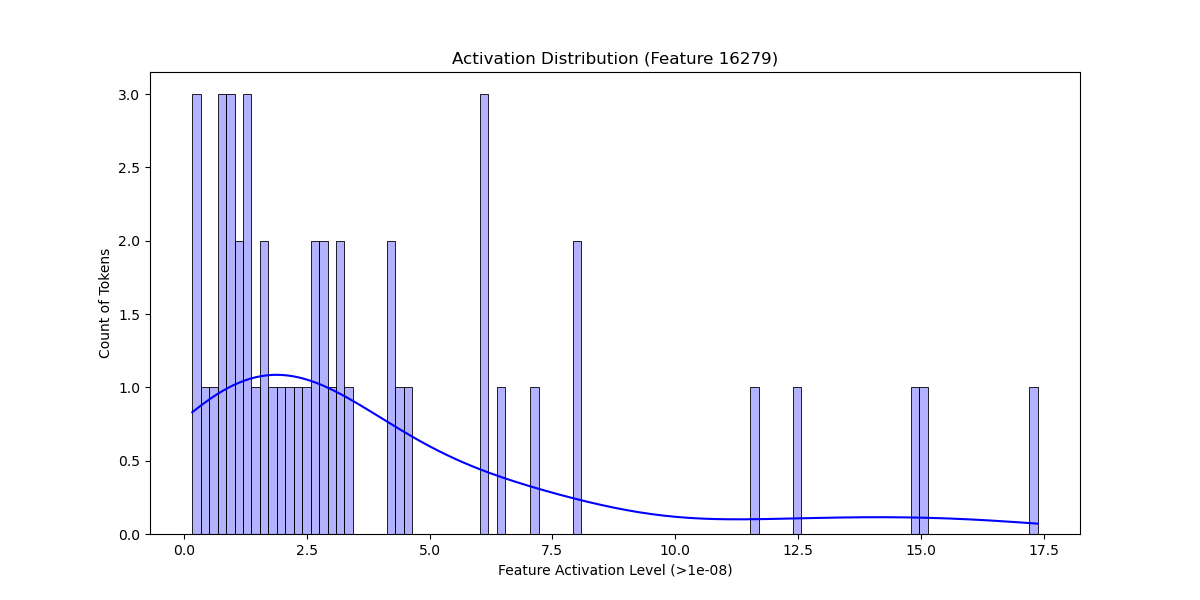 Activation Distribution (Feature 16279)
3.0
2.5
2.0
1.5
1.0
0.5
0.0
Count of Tokens
0.0 2.5 5.0 7.5 10.0 12.5 15.0 17.5
Feature Activation Level (>1e-08)